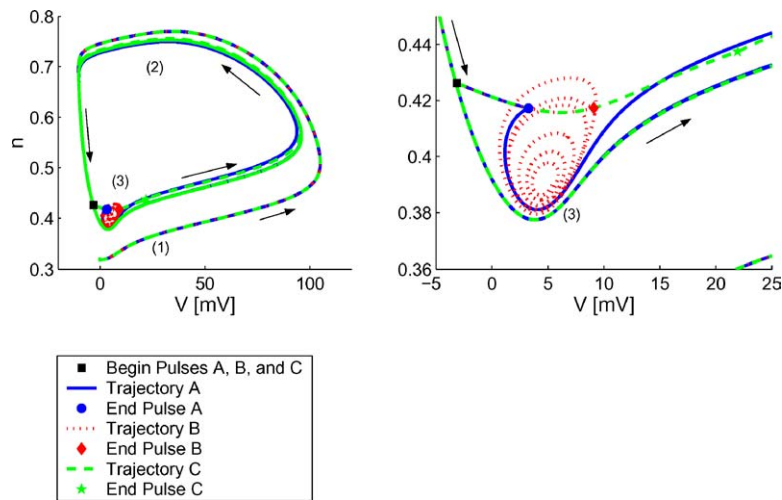 0.8
0.7
0.6
0.5
0.4
0.3
n
(2)
(3)
(1)
0
50
100
V [mV]
0.44
0.42
0.4
0.38
0.36
(3)
−5
0
5
10
15
20
25
V [mV]
Begin Pulses A, B, and C
Trajectory A
End Pulse A
Trajectory B
End Pulse B
Trajectory C
End Pulse C